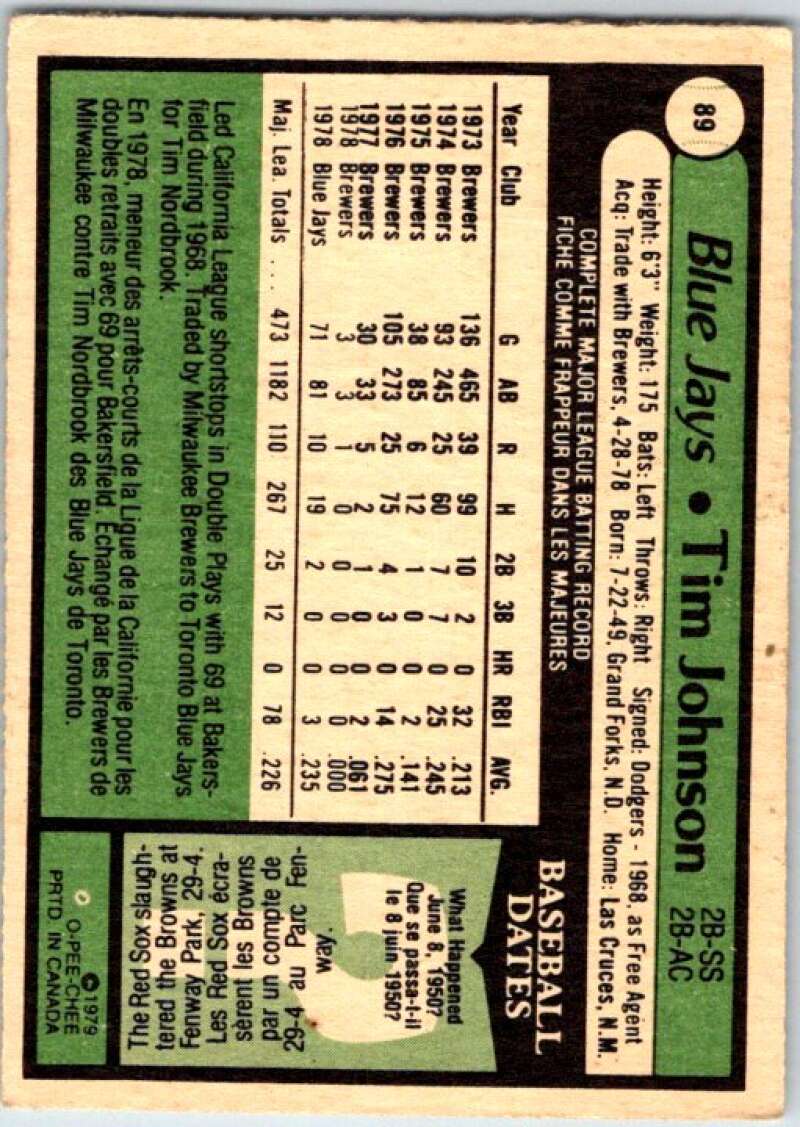 89
Blue Jays • Tim Johnson 2B-SS
2B-AC
Height: 6'3" Weight: 175 Bats: Left Throws: Right Signed: Dodgers - 1968, as Free Agent
Acq: Trade with Brewers, 4-28-78 Born: 7-22-49, Grand Forks, N.D. Home: Las Cruces, N.M.
COMPLETE MAJOR LEAGUE BATTING RECORD
FICHE COMME FRAPPEUR DANS LES MAJEURES
Year Club G AB R H 2B 3B HR RBI AVG.
1973 Brewers 136 465 39 99 10 2 0 32 .213
1974 Brewers 93 245 25 60 7 7 0 25 .245
1975 Brewers 38 85 6 12 1 0 0 2 .141
1976 Brewers 105 273 25 75 4 3 0 14 .275
1977 Brewers 30 33 5 2 1 0 0 2 .061
1978 Brewers 3 3 1 0 0 0 0 0 .000
1978 Blue Jays 71 81 10 19 2 0 0 3 .235
Maj. Lea. Totals .... 473 1182 110 267 25 12 0 78 .226
Led California League shortstops in Double Plays with 69 at Bakers-
field during 1968. Traded by Milwaukee Brewers to Toronto Blue Jays
for Tim Nordbrook.
En 1978, meneur des arrêts-courts de la Ligue de la Californie pour les
doubles retraits avec 69 pour Bakersfield. Echangé par les Brewers de
Milwaukee contre Tim Nordbrook des Blue Jays de Toronto.
BASEBALL
DATES
What Happened
June 8, 1950?
Que se passa-t-il
le 8 juin 1950?
The Red Sox slaugh-
tered the Browns at
Fenway Park, 29-4.
Les Red Sox écra-
sèrent les Browns
par un compte de
29-4 au Parc Fen-
way.
© 1979
O-PEE-CHEE
PRTD IN CANADA